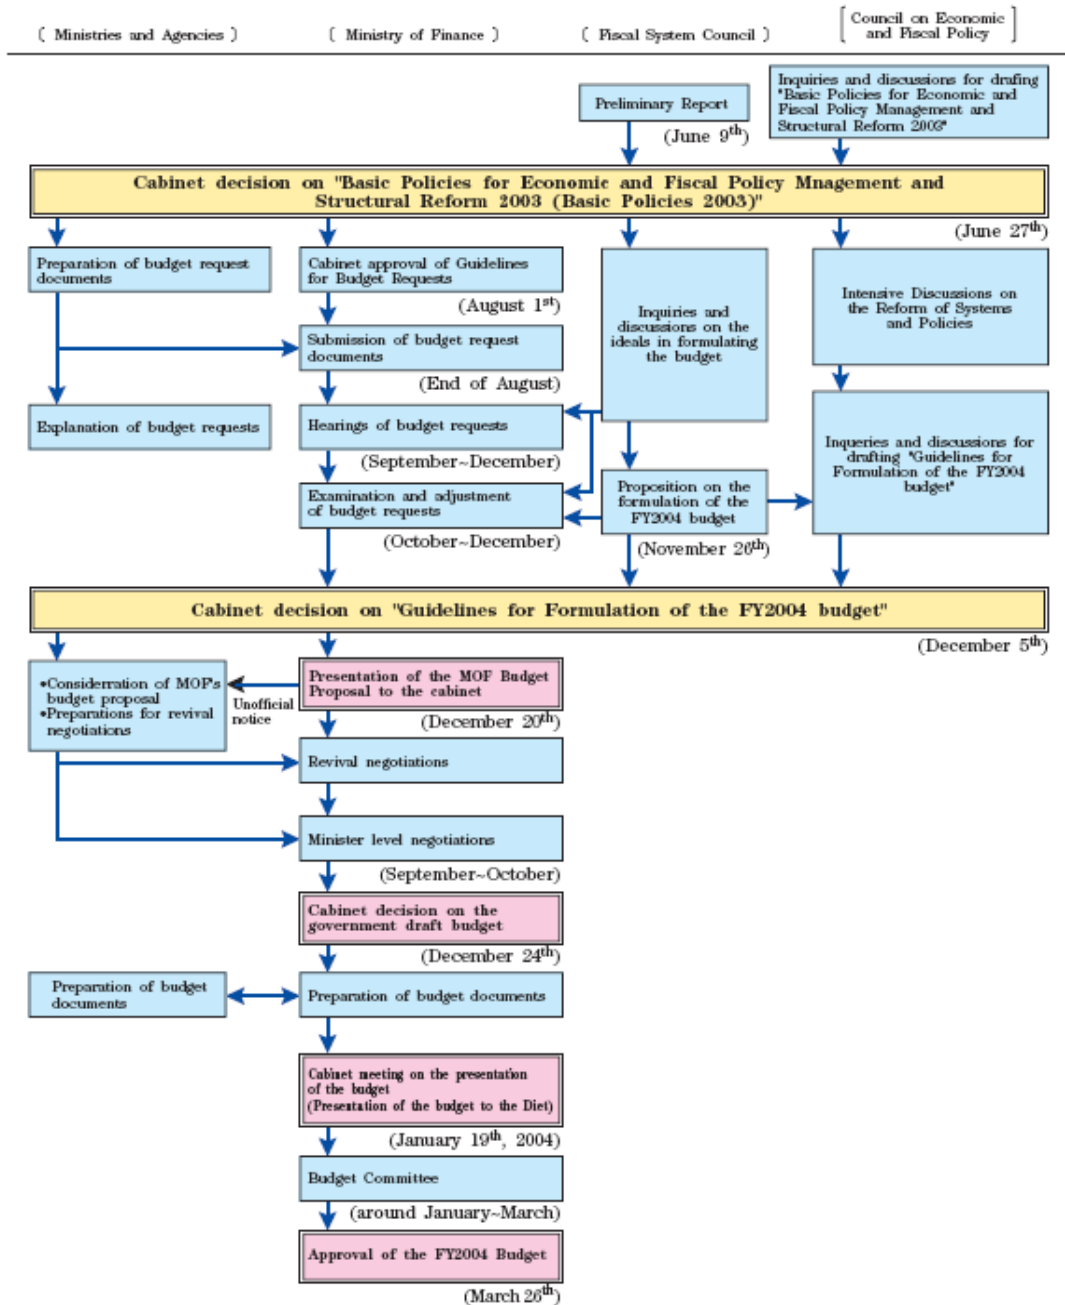 ( Ministries and Agencies )
( Ministry of Finance )
( Fiscal System Council )
[ Council on Economic
and Fiscal Policy ]
Preliminary Report
(June 9th)
Inquiries and discussions for drafing
"Basic Policies for Economic and
Fiscal Policy Management and
Structural Reform 2003"
Cabinet decision on "Basic Policies for Economic and Fiscal Policy Mnagement and
Structural Reform 2003 (Basic Policies 2003)"
(June 27th)
Preparation of budget request
documents
Cabinet approval of Guidelines
for Budget Requests
(August 1st)
Inquiries and
discussions on the
ideals in formulating
the budget
Intensive Discussions on
the Reform of Systems
and Policies
Submission of budget request
documents
(End of August)
Explanation of budget requests
Hearings of budget requests
(September~December)
Inqueries and discussions for
drafting "Guidelines for
Formulation of the FY2004
budget"
Examination and adjustment
of budget requests
(October~December)
Proposition on the
formulation of the
FY2004 budget
(November 26th)
Cabinet decision on "Guidelines for Formulation of the FY2004 budget"
(December 5th)
•Considerration of MOF's
budget proposal
•Preparations for revival
negotiations
Unofficial
notice
Presentation of the MOF Budget
Proposal to the cabinet
(December 20th)
Revival negotiations
Minister level negotiations
(September~October)
Cabinet decision on the
government draft budget
(December 24th)
Preparation of budget
documents
Preparation of budget documents
Cabinet meeting on the presentation
of the budget
(Presentation of the budget to the Diet)
(January 19th, 2004)
Budget Committee
(around January~March)
Approval of the FY2004 Budget
(March 26th)